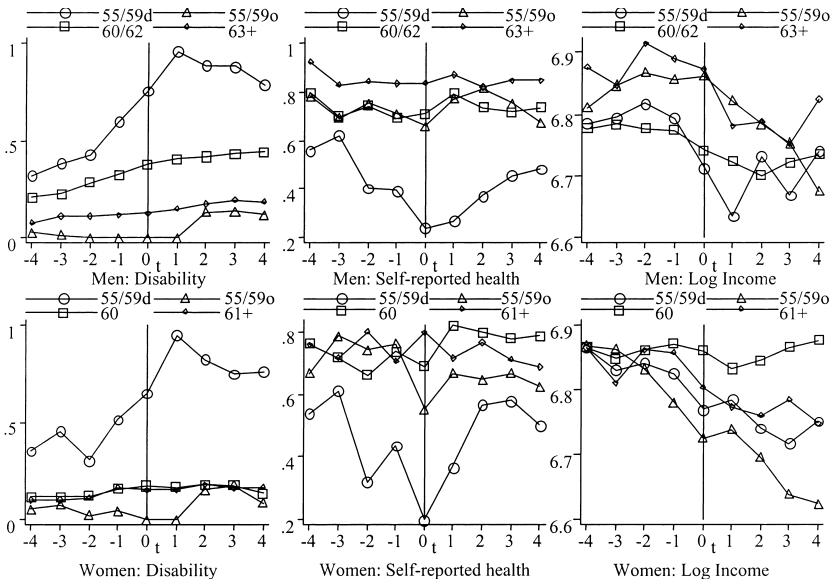 55/59d 55/59o
60/62 63+
1
.5
0
-4 -3 -2 -1 0 1 2 3 4
t
Men: Disability
55/59d 55/59o
60/62 63+
1
.8
.6
.4
.2
-4 -3 -2 -1 0 1 2 3 4
t
Men: Self-reported health
55/59d 55/59o
60/62 63+
6.9
6.8
6.7
6.6
-4 -3 -2 -1 0 1 2 3 4
t
Men: Log Income
55/59d 55/59o
60 61+
1
.5
0
-4 -3 -2 -1 0 1 2 3 4
t
Women: Disability
55/59d 55/59o
60 61+
.8
.6
.4
.2
-4 -3 -2 -1 0 1 2 3 4
t
Women: Self-reported health
55/59d 55/59o
60 61+
6.9
6.8
6.7
6.6
-4 -3 -2 -1 0 1 2 3 4
t
Women: Log Income